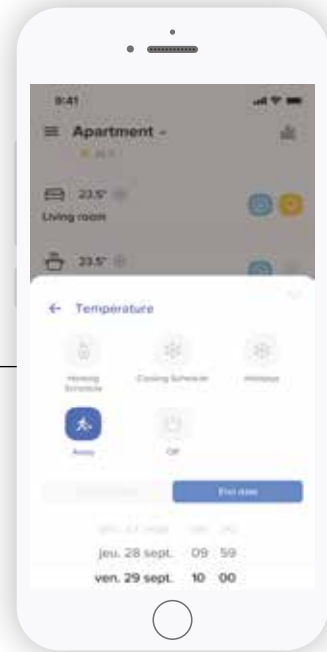 9:41
Apartment
23.5°
Living room
23.5°
Température
Heating Schedule
Cooling Schedule
Away
Off
End date
jeu. 28 sept. 09 59
ven. 29 sept. 10 00